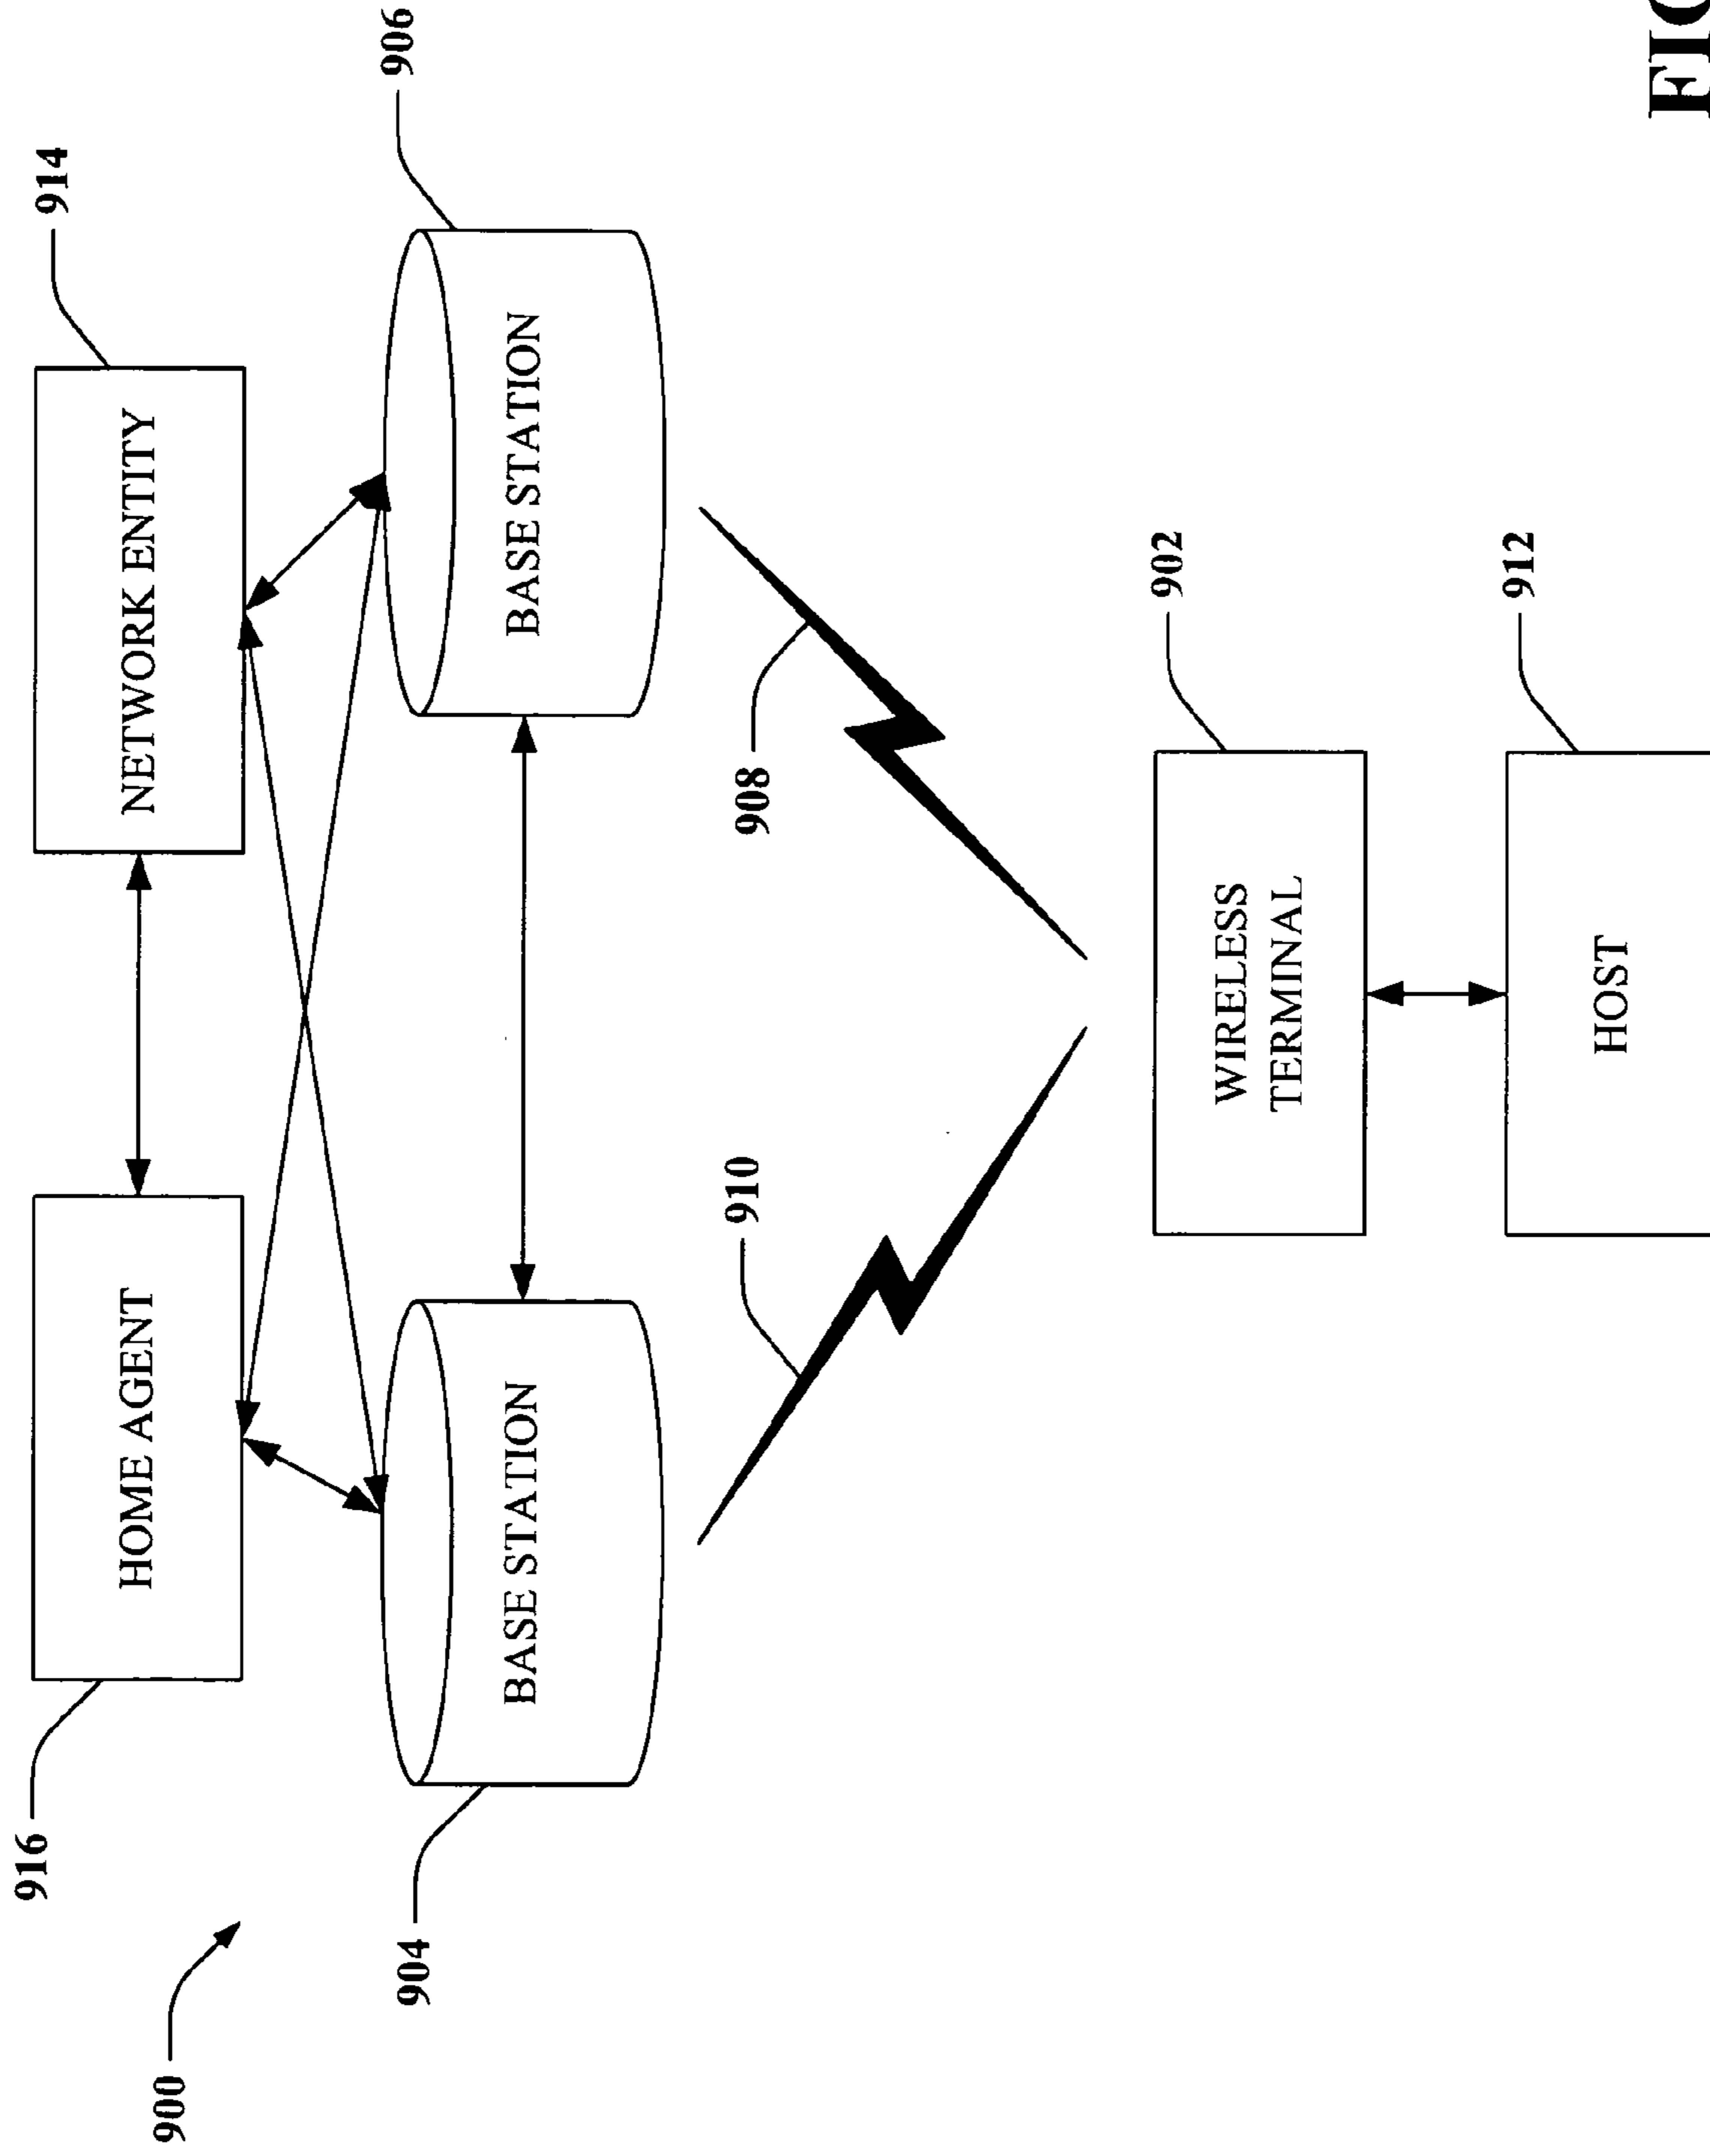 900
916
HOME AGENT
NETWORK ENTITY
914
904
BASE STATION
BASE STATION
906
910
908
WIRELESS
TERMINAL
902
HOST
912